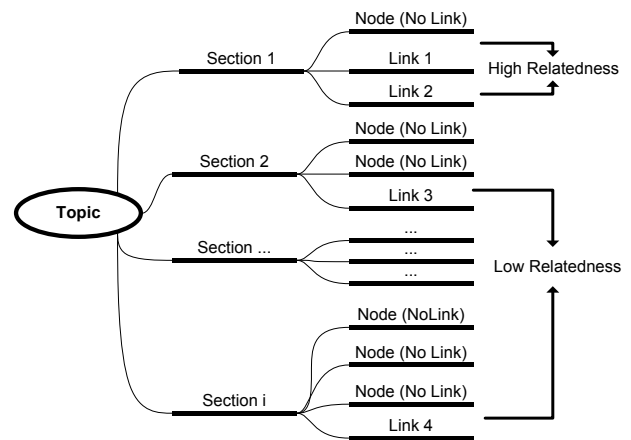 Node (No Link)
Section 1
Link 1
High Relatedness
Link 2
Node (No Link)
Section 2
Node (No Link)
Link 3
Topic
...
Section ...
...
...
Low Relatedness
Node (NoLink)
Node (No Link)
Node (No Link)
Section i
Link 4